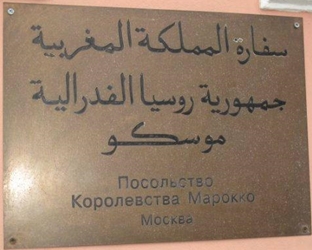 سفارة المملكة المغربية
جمهورية روسيا الفدرالية
موسكو
Посольство
Королевства Марокко
Москва